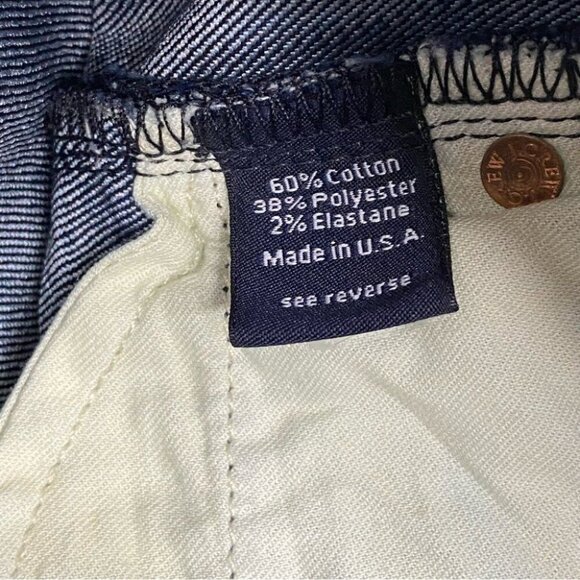 60% Cotton
38% Polyester
2% Elastane
Made in U.S.A.
see reverse